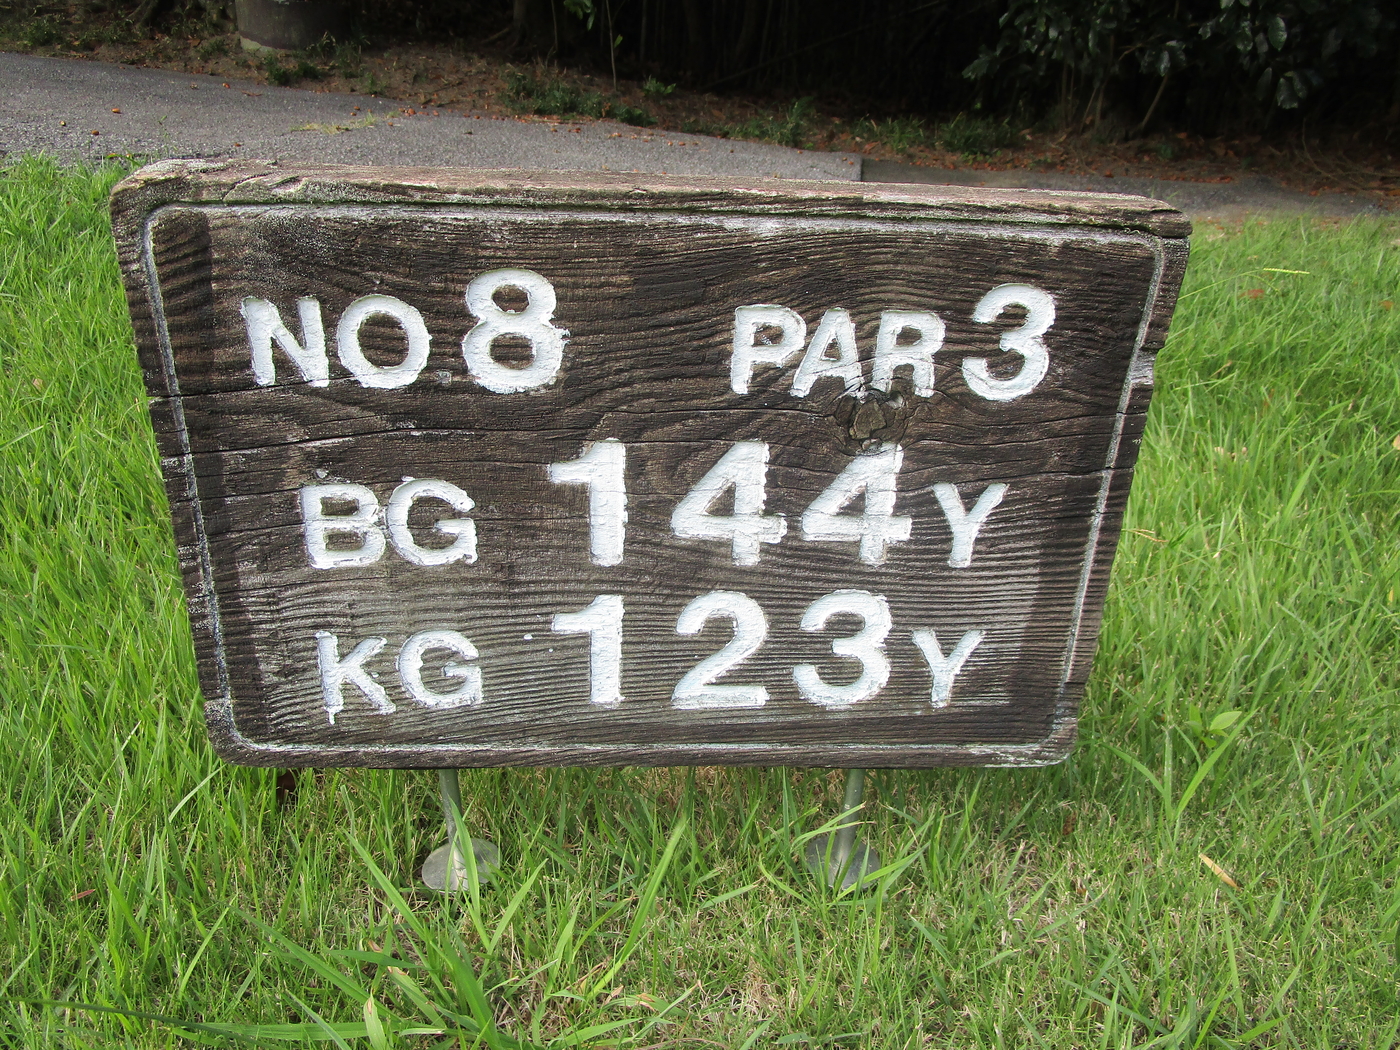 NO 8 PAR 3
BG 144Y
KG 123Y